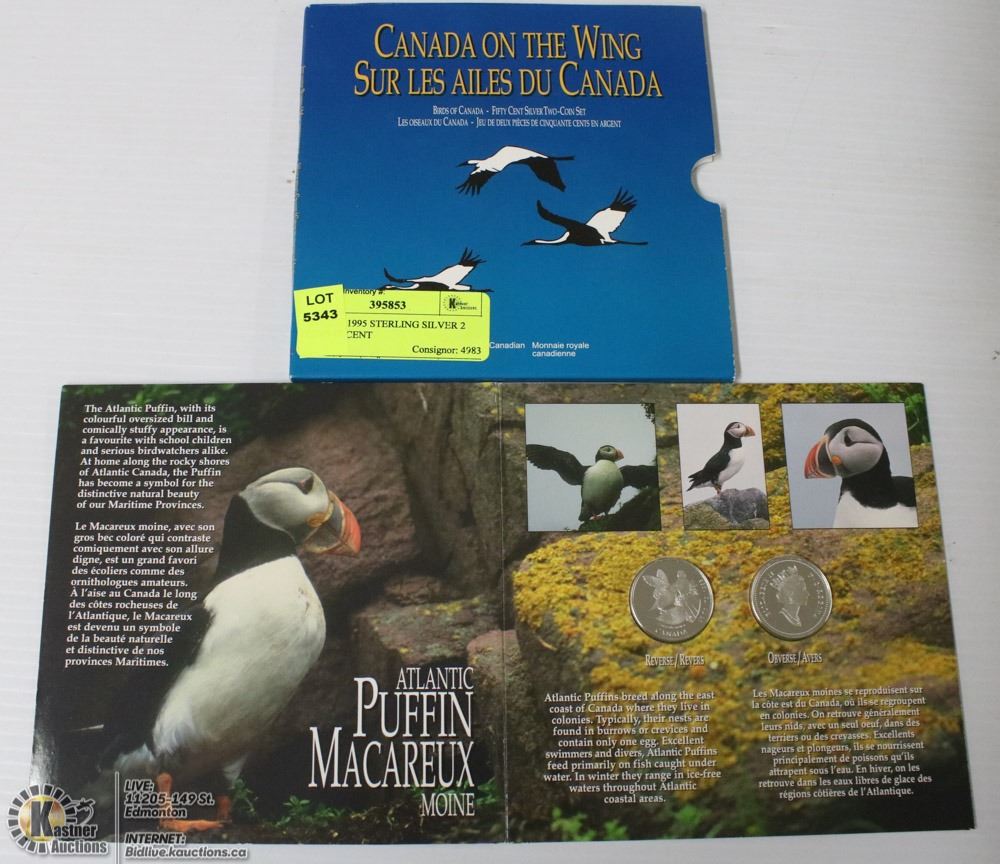 CANADA ON THE WING
SUR LES AILES DU CANADA
BIRDS OF CANADA - FIFTY CENT SILVER TWO-COIN SET
LES OISEAUX DU CANADA - JEU DE DEUX PIÈCES DE CINQUANTE CENTS EN ARGENT
LOT
5343
Inventory #:
395853
Kastner
Auctions
1995 STERLING SILVER 2
CENT
Consignor: 4983
Canadian
Monnaie royale
canadienne
The Atlantic Puffin, with its
colourful oversized bill and
comically stuffy appearance, is
a favourite with school children
and serious birdwatchers alike.
At home along the rocky shores
of Atlantic Canada, the Puffin
has become a symbol for the
distinctive natural beauty
of our Maritime Provinces.
Le Macareux moine, avec son
gros bec coloré qui contraste
comiquement avec son allure
digne, est un grand favori
des écoliers comme des
ornithologues amateurs.
À l'aise au Canada le long
des côtes rocheuses de
l'Atlantique, le Macareux
est devenu un symbole
de la beauté naturelle
et distinctive de nos
provinces Maritimes.
ATLANTIC
PUFFIN
MACAREUX
MOINE
CANADA
REVERSE / REVERS
OBVERSE / AVERS
Atlantic Puffins breed along the east
coast of Canada where they live in
colonies. Typically, their nests are
found in burrows or crevices and
contain only one egg. Excellent
swimmers and divers, Atlantic Puffins
feed primarily on fish caught under
water. In winter they range in ice-free
waters throughout Atlantic
coastal areas.
Les Macareux moines se reproduisent sur
la côte est du Canada, où ils se regroupent
en colonies. On retrouve généralement
leurs nids, avec un seul oeuf, dans des
terriers ou des creyasses. Excellents
nageurs et plongeurs, ils se nourrissent
principalement de poissons qu'ils
attrapent sous l'eau. En hiver, on les
retrouve dans les eaux libres de glace des
régions côtières de l'Atlantique.
Kastner
Auctions
LIVE:
11205-149 St.
Edmonton
INTERNET:
Bidlive.kauctions.ca